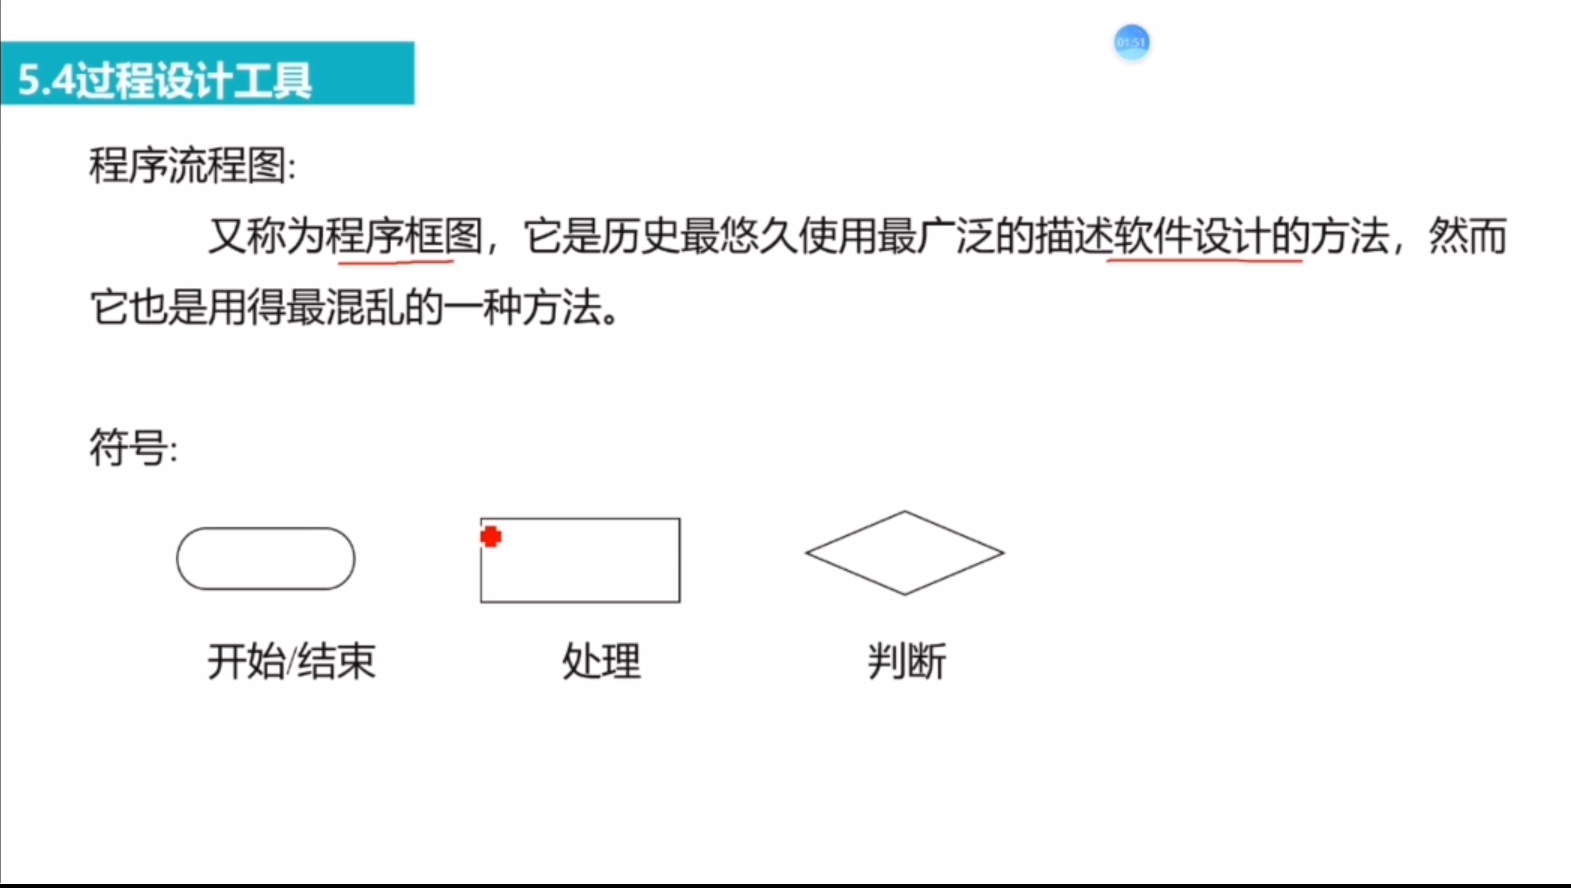 01:51
5.4过程设计工具
程序流程图:
又称为程序框图，它是历史最悠久使用最广泛的描述软件设计的方法，然而
它也是用得最混乱的一种方法。
符号:
开始/结束 处理 判断